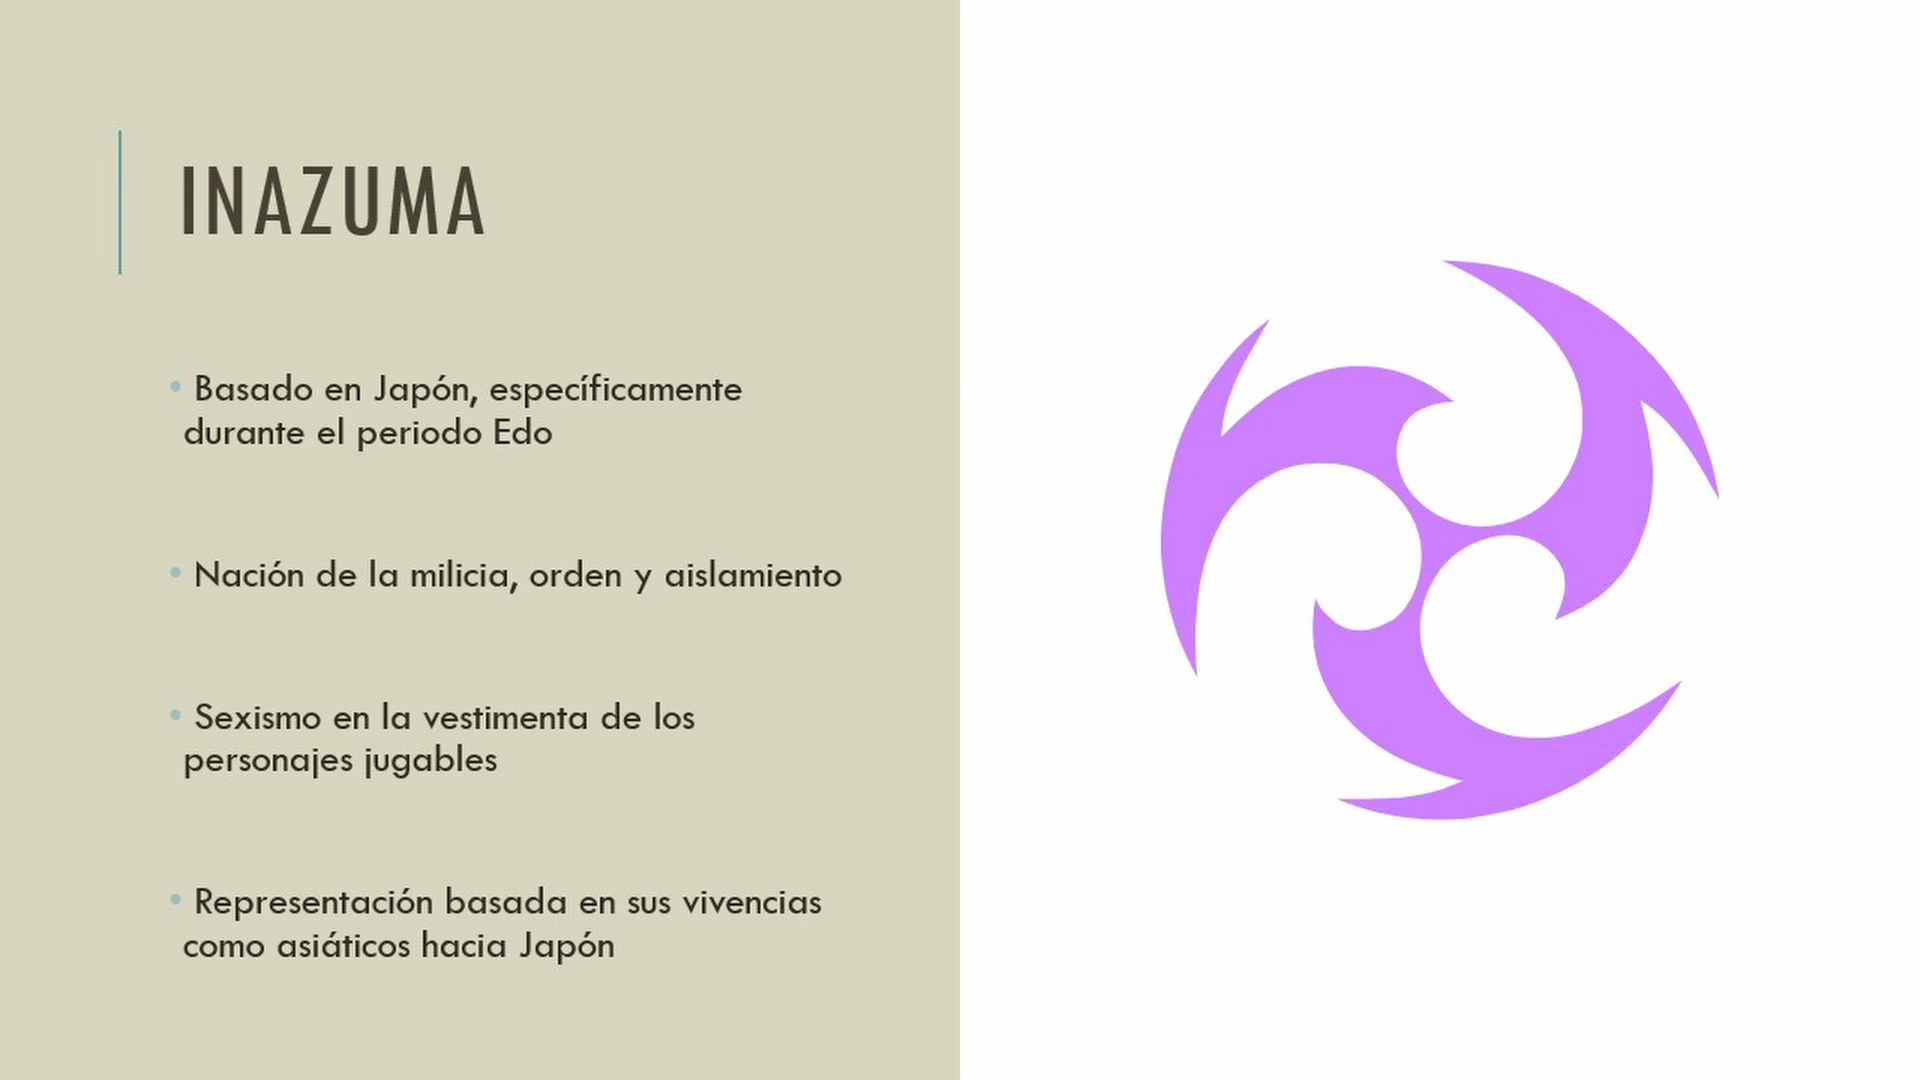 INAZUMA
• Basado en Japón, específicamente
durante el periodo Edo
• Nación de la milicia, orden y aislamiento
• Sexismo en la vestimenta de los
personajes jugables
• Representación basada en sus vivencias
como asiáticos hacia Japón